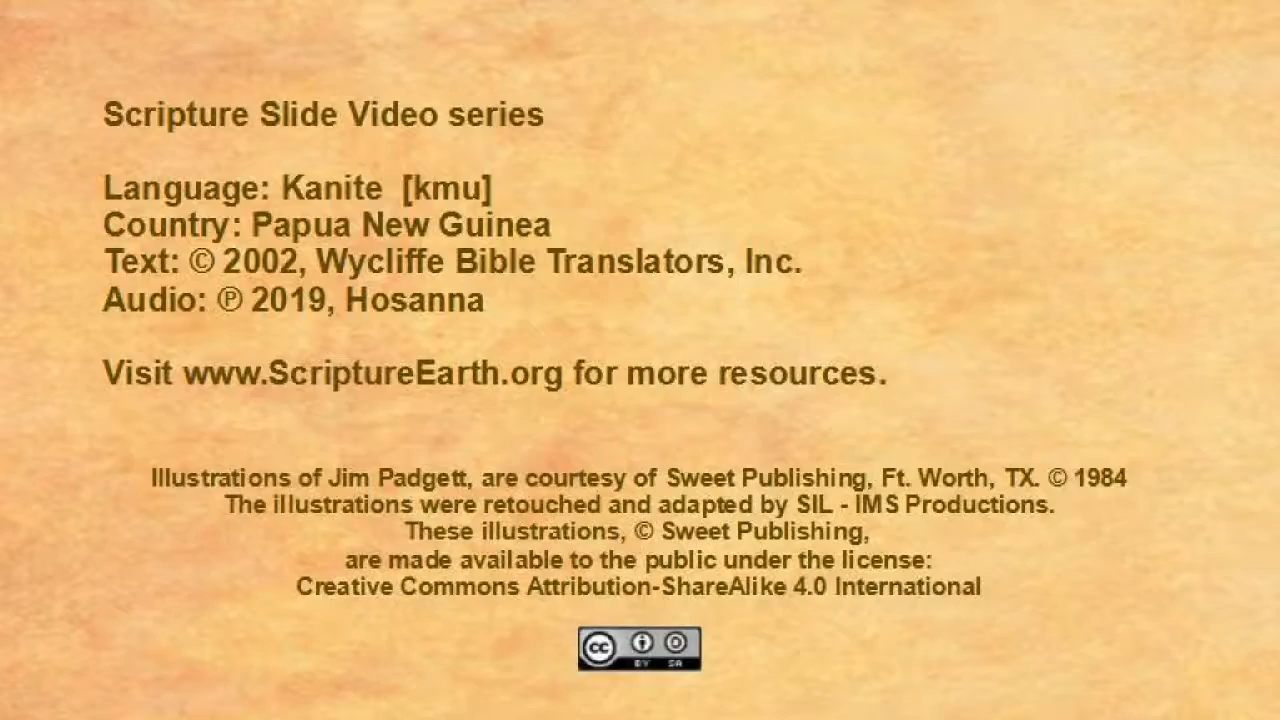 Scripture Slide Video series
Language: Kanite [kmu]
Country: Papua New Guinea
Text: © 2002, Wycliffe Bible Translators, Inc.
Audio: ℗ 2019, Hosanna
Visit www.ScriptureEarth.org for more resources.
Illustrations of Jim Padgett, are courtesy of Sweet Publishing, Ft. Worth, TX. © 1984
The illustrations were retouched and adapted by SIL - IMS Productions.
These illustrations, © Sweet Publishing,
are made available to the public under the license:
Creative Commons Attribution-ShareAlike 4.0 International
cc BY SA